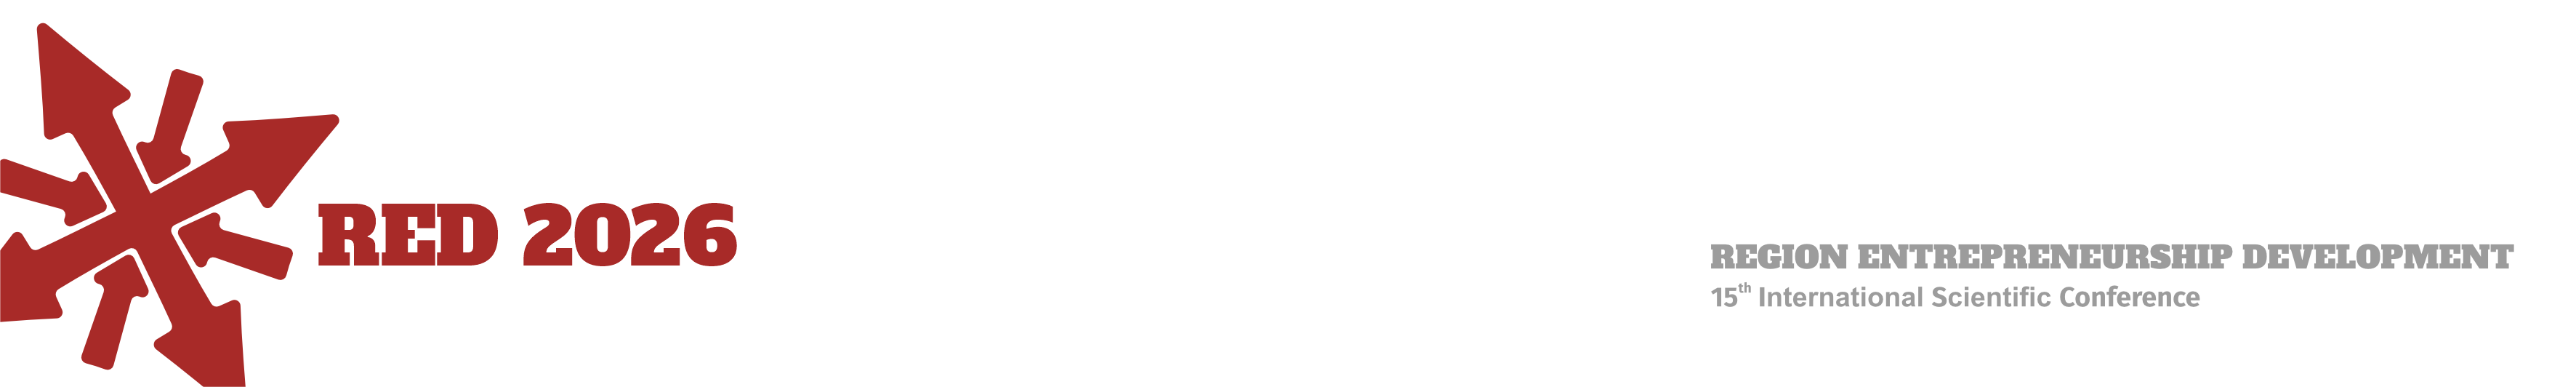 RED 2026
REGION ENTREPRENEURSHIP DEVELOPMENT
15th International Scientific Conference